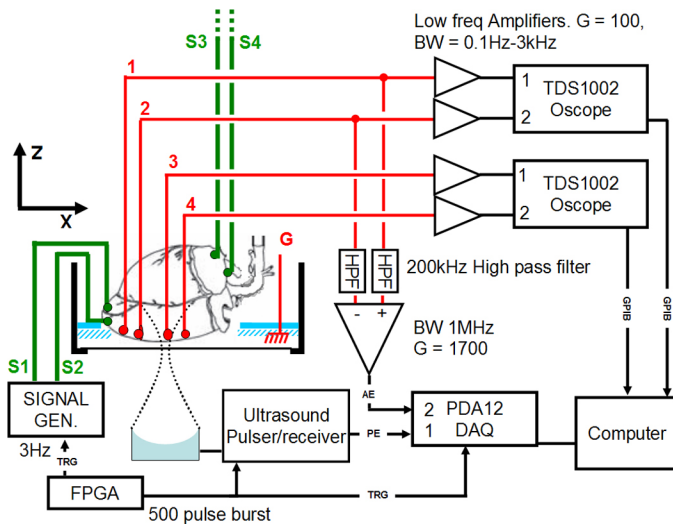 S3 S4
Low freq Amplifiers. G = 100,
BW = 0.1Hz-3kHz
1
2
3
4
G
1
2
TDS1002
Oscope
1
2
TDS1002
Oscope
Z
X
HPF
HPF
200kHz High pass filter
- +
BW 1MHz
G = 1700
GPIB
GPIB
S1 S2
SIGNAL
GEN.
3Hz
TRG
FPGA
500 pulse burst
Ultrasound
Pulser/receiver
AE
PE
TRG
2
1
PDA12
DAQ
Computer